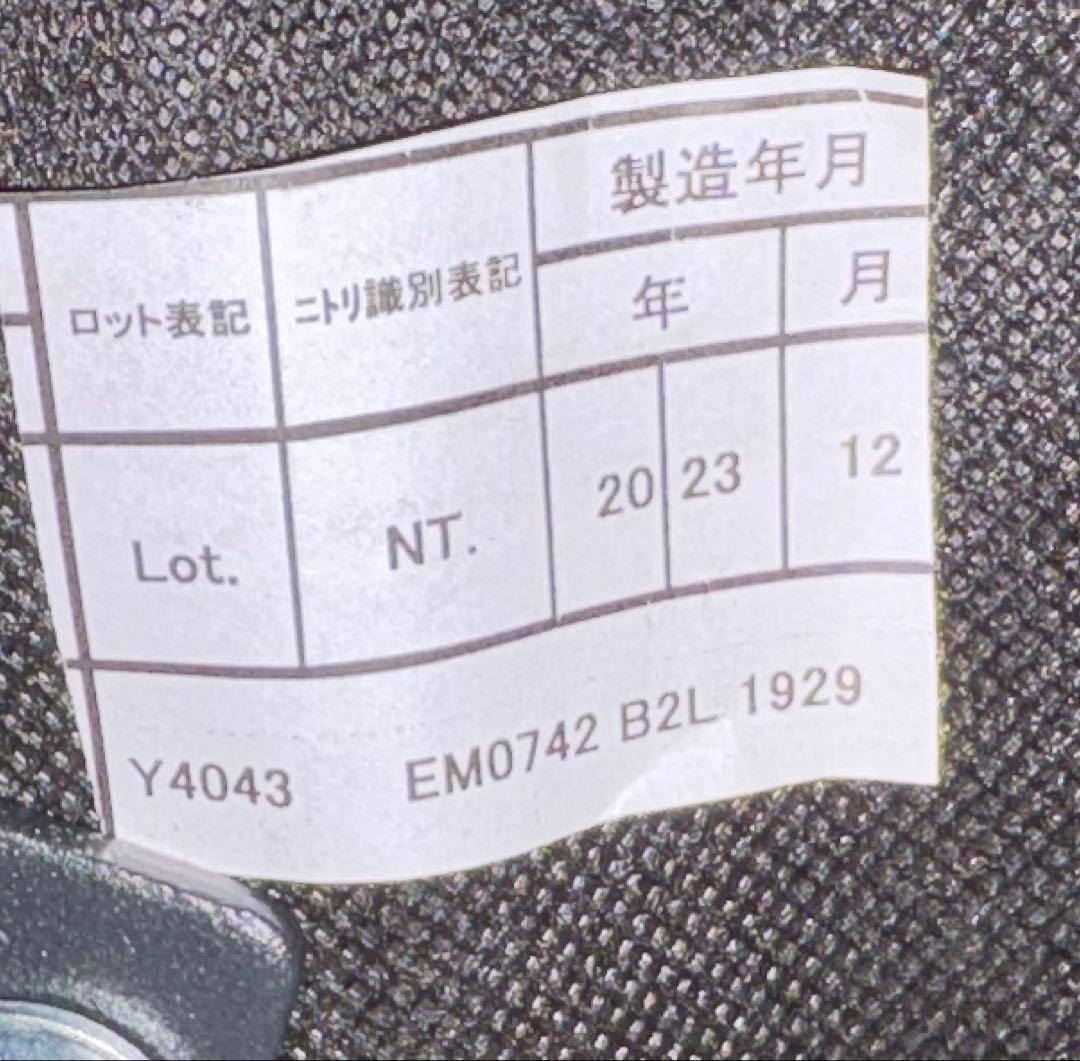 製造年月
ロット表記 ニトリ識別表記 年 月
Lot. NT. 20 23 12
Y4043 EM0742 B2L 1929